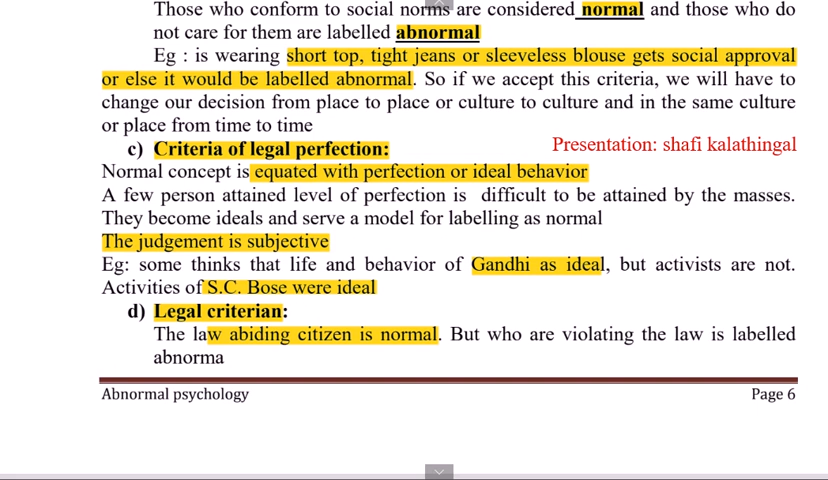 Those who conform to social norms are considered normal and those who do
not care for them are labelled abnormal
Eg : is wearing short top, tight jeans or sleeveless blouse gets social approval
or else it would be labelled abnormal. So if we accept this criteria, we will have to
change our decision from place to place or culture to culture and in the same culture
or place from time to time
c) Criteria of legal perfection:
Presentation: shafi kalathingal
Normal concept is equated with perfection or ideal behavior
A few person attained level of perfection is difficult to be attained by the masses.
They become ideals and serve a model for labelling as normal
The judgement is subjective
Eg: some thinks that life and behavior of Gandhi as ideal, but activists are not.
Activities of S.C. Bose were ideal
d) Legal criterian:
The law abiding citizen is normal. But who are violating the law is labelled
abnorma
Abnormal psychology
Page 6